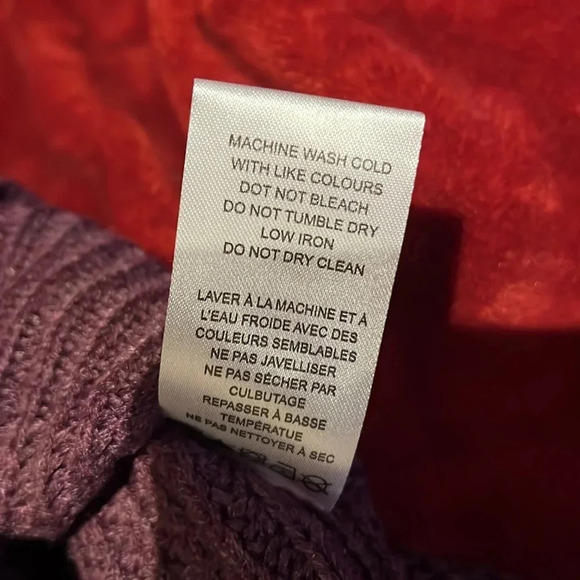 MACHINE WASH COLD
WITH LIKE COLOURS
DOT NOT BLEACH
DO NOT TUMBLE DRY
LOW IRON
DO NOT DRY CLEAN
LAVER À LA MACHINE ET À
L'EAU FROIDE AVEC DES
COULEURS SEMBLABLES
NE PAS JAVELLISER
NE PAS SÉCHER PAR
CULBUTAGE
REPASSER À BASSE
TEMPÉRATUE
NE PAS NETTOYER À SEC